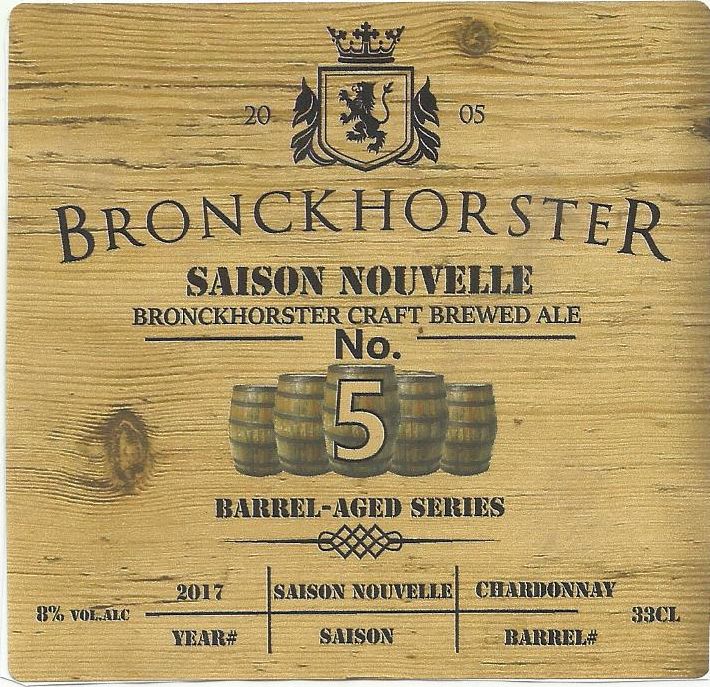 20 05
BRONCKHORSTER
SAISON NOUVELLE
BRONCKHORSTER CRAFT BREWED ALE
No.
5
BARREL-AGED SERIES
2017 SAISON NOUVELLE CHARDONNAY
8% VOL.ALC 33CL
YEAR# SAISON BARREL#